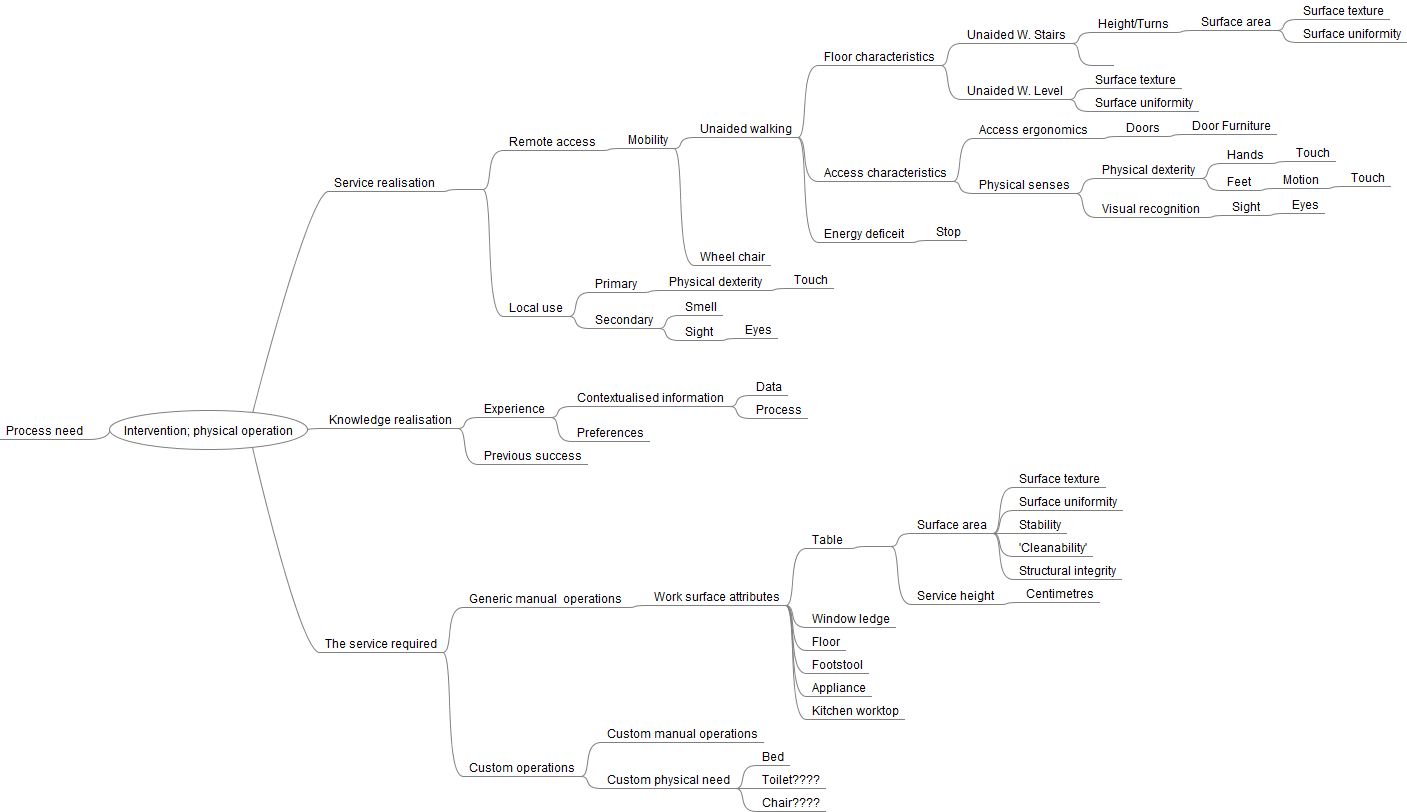 Process need
Intervention; physical operation
Service realisation
Remote access
Mobility
Unaided walking
Floor characteristics
Unaided W. Stairs
Height/Turns
Surface area
Surface texture
Surface uniformity
Unaided W. Level
Surface texture
Surface uniformity
Access characteristics
Access ergonomics
Doors
Door Furniture
Physical senses
Physical dexterity
Hands
Touch
Feet
Motion
Touch
Visual recognition
Sight
Eyes
Energy deficeit
Stop
Wheel chair
Local use
Primary
Physical dexterity
Touch
Secondary
Smell
Sight
Eyes
Knowledge realisation
Experience
Contextualised information
Data
Process
Preferences
Previous success
The service required
Generic manual  operations
Work surface attributes
Table
Surface area
Surface texture
Surface uniformity
Stability
'Cleanability'
Structural integrity
Service height
Centimetres
Window ledge
Floor
Footstool
Appliance
Kitchen worktop
Custom operations
Custom manual operations
Custom physical need
Bed
Toilet????
Chair????